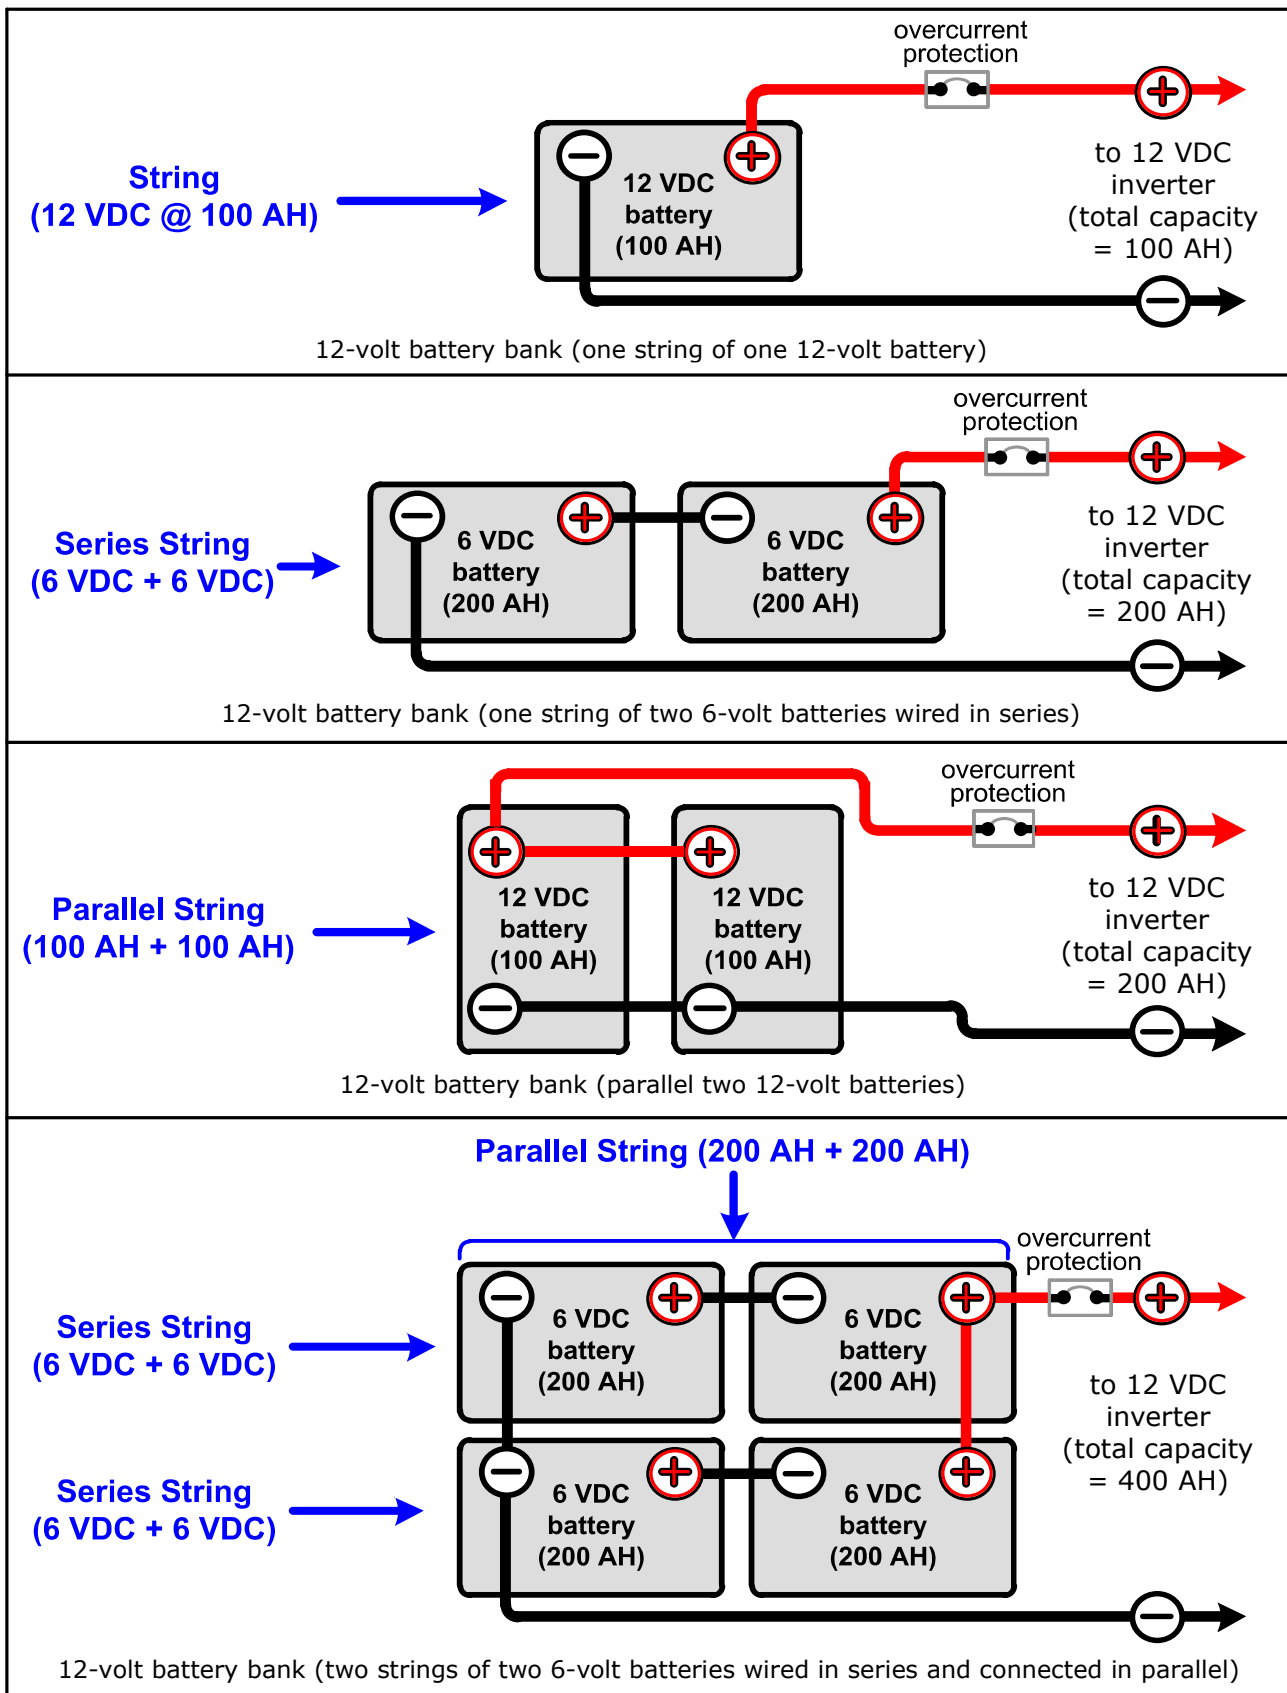 overcurrent
protection
String
(12 VDC @ 100 AH)
12 VDC
battery
(100 AH)
to 12 VDC
inverter
(total capacity
= 100 AH)
12-volt battery bank (one string of one 12-volt battery)
overcurrent
protection
Series String
(6 VDC + 6 VDC)
6 VDC
battery
(200 AH)
6 VDC
battery
(200 AH)
to 12 VDC
inverter
(total capacity
= 200 AH)
12-volt battery bank (one string of two 6-volt batteries wired in series)
overcurrent
protection
Parallel String
(100 AH + 100 AH)
12 VDC
battery
(100 AH)
12 VDC
battery
(100 AH)
to 12 VDC
inverter
(total capacity
= 200 AH)
12-volt battery bank (parallel two 12-volt batteries)
Parallel String (200 AH + 200 AH)
overcurrent
protection
Series String
(6 VDC + 6 VDC)
6 VDC
battery
(200 AH)
6 VDC
battery
(200 AH)
to 12 VDC
inverter
(total capacity
= 400 AH)
Series String
(6 VDC + 6 VDC)
6 VDC
battery
(200 AH)
6 VDC
battery
(200 AH)
12-volt battery bank (two strings of two 6-volt batteries wired in series and connected in parallel)